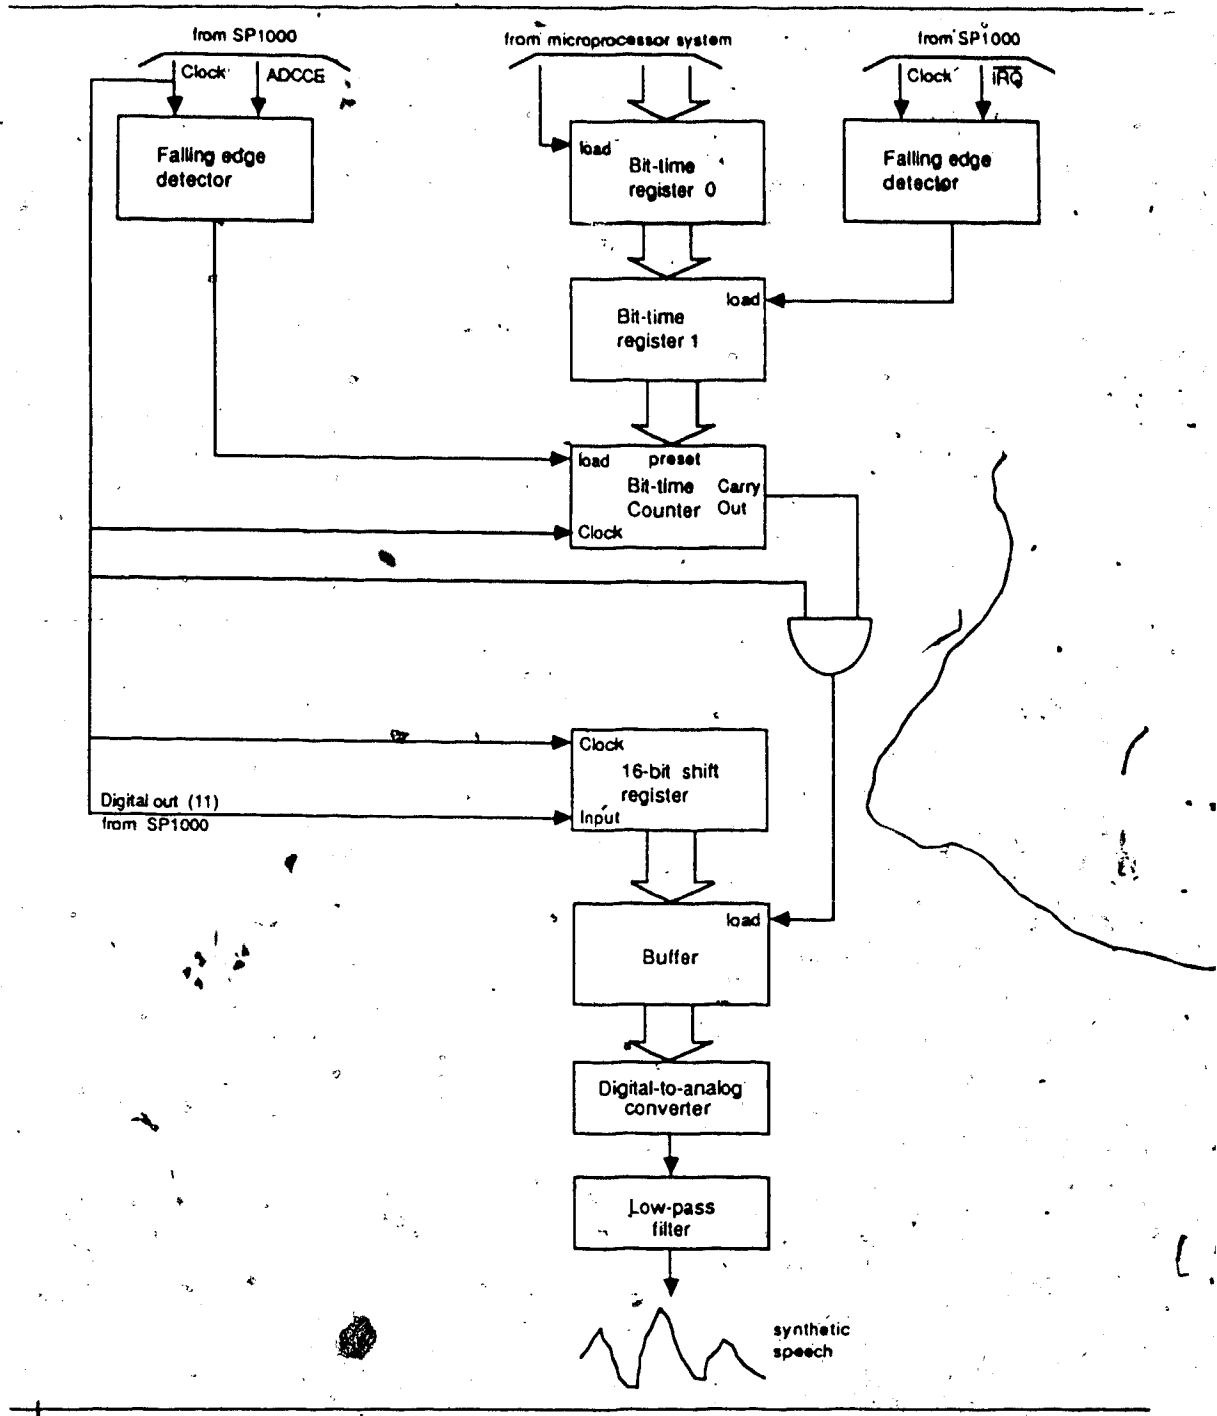 from SP1000
from microprocessor system
from SP1000
Clock
ADCCE
Clock
IRQ
Falling edge
detector
load
Bit-time
register 0
Falling edge
detector
load
Bit-time
register 1
load
preset
Bit-time
Counter
Carry
Out
Clock
Clock
16-bit shift
register
Digital out (11)
from SP1000
Input
load
Buffer
Digital-to-analog
converter
Low-pass
filter
synthetic
speech